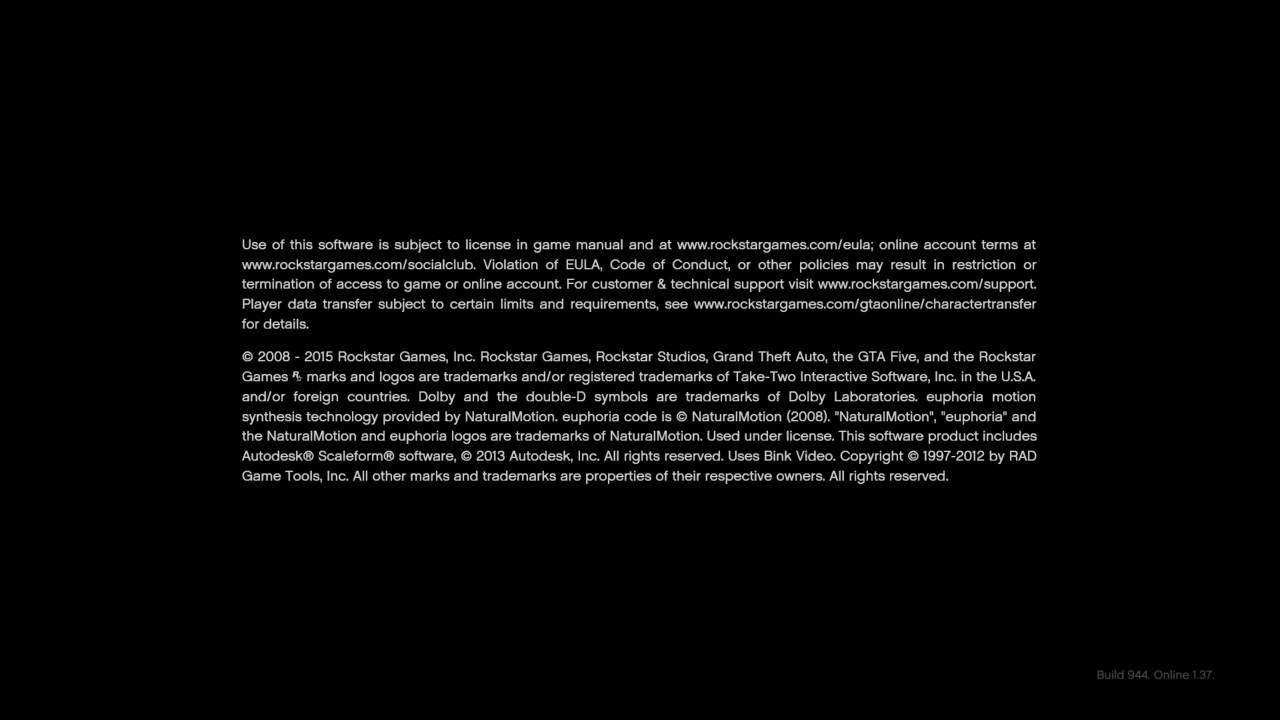 Use of this software is subject to license in game manual and at www.rockstargames.com/eula; online account terms at
www.rockstargames.com/socialclub. Violation of EULA, Code of Conduct, or other policies may result in restriction or
termination of access to game or online account. For customer & technical support visit www.rockstargames.com/support.
Player data transfer subject to certain limits and requirements, see www.rockstargames.com/gtaonline/charactertransfer
for details.
© 2008 - 2015 Rockstar Games, Inc. Rockstar Games, Rockstar Studios, Grand Theft Auto, the GTA Five, and the Rockstar
Games R* marks and logos are trademarks and/or registered trademarks of Take-Two Interactive Software, Inc. in the U.S.A.
and/or foreign countries. Dolby and the double-D symbols are trademarks of Dolby Laboratories. euphoria motion
synthesis technology provided by NaturalMotion. euphoria code is © NaturalMotion (2008). "NaturalMotion", "euphoria" and
the NaturalMotion and euphoria logos are trademarks of NaturalMotion. Used under license. This software product includes
Autodesk® Scaleform® software, © 2013 Autodesk, Inc. All rights reserved. Uses Bink Video. Copyright © 1997-2012 by RAD
Game Tools, Inc. All other marks and trademarks are properties of their respective owners. All rights reserved.
Build 944. Online 1.37.